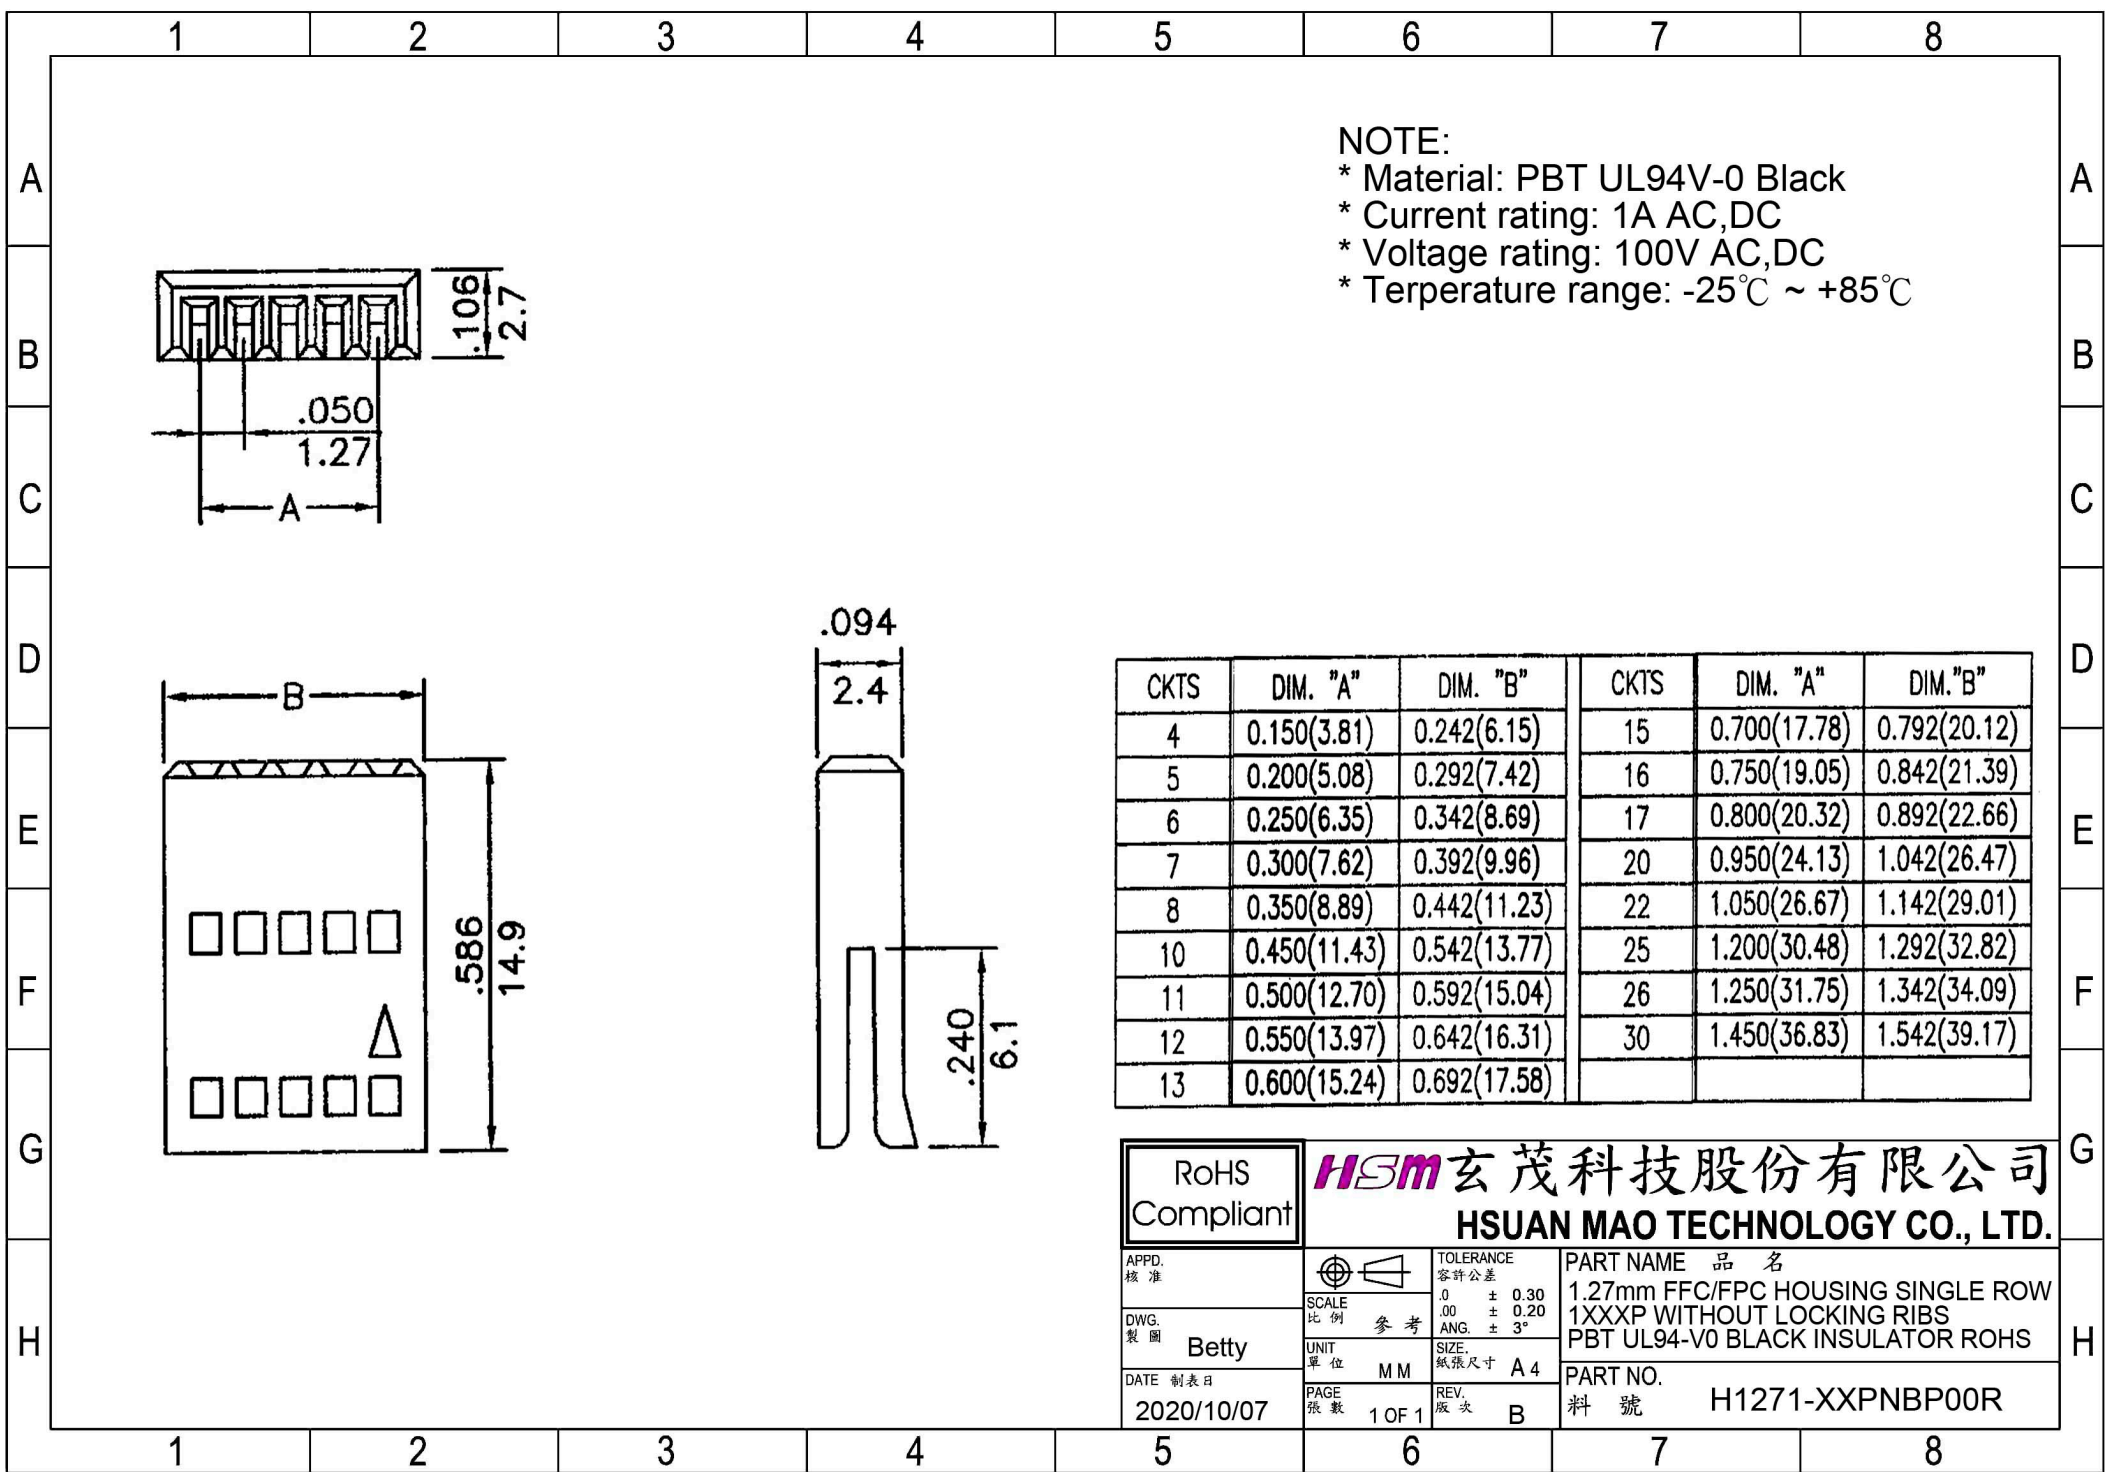 1 2 3 4 5 6 7 8
A A
B B
C C
D D
E E
F F
G G
H H
NOTE:
* Material: PBT UL94V-0 Black
* Current rating: 1A AC,DC
* Voltage rating: 100V AC,DC
* Terperature range: -25℃ ~ +85℃
.106
2.7
.050
1.27
A
B
.586
14.9
.094
2.4
.240
6.1
CKTS DIM. "A" DIM. "B" CKTS DIM. "A" DIM."B"
4 0.150(3.81) 0.242(6.15) 15 0.700(17.78) 0.792(20.12)
5 0.200(5.08) 0.292(7.42) 16 0.750(19.05) 0.842(21.39)
6 0.250(6.35) 0.342(8.69) 17 0.800(20.32) 0.892(22.66)
7 0.300(7.62) 0.392(9.96) 20 0.950(24.13) 1.042(26.47)
8 0.350(8.89) 0.442(11.23) 22 1.050(26.67) 1.142(29.01)
10 0.450(11.43) 0.542(13.77) 25 1.200(30.48) 1.292(32.82)
11 0.500(12.70) 0.592(15.04) 26 1.250(31.75) 1.342(34.09)
12 0.550(13.97) 0.642(16.31) 30 1.450(36.83) 1.542(39.17)
13 0.600(15.24) 0.692(17.58)
RoHS
Compliant
HSM 玄茂科技股份有限公司
HSUAN MAO TECHNOLOGY CO., LTD.
APPD.
核 准
DWG.
製 圖 Betty
DATE 制表日
2020/10/07
SCALE
比 例 參 考
UNIT
單 位 MM
PAGE
張 數 1 OF 1
TOLERANCE
容許公差
.0 ± 0.30
.00 ± 0.20
ANG. ± 3°
SIZE.
紙張尺寸 A4
REV.
版 次 B
PART NAME 品 名
1.27mm FFC/FPC HOUSING SINGLE ROW
1XXXP WITHOUT LOCKING RIBS
PBT UL94-V0 BLACK INSULATOR ROHS
PART NO.
料 號 H1271-XXPNBP00R
1 2 3 4 5 6 7 8